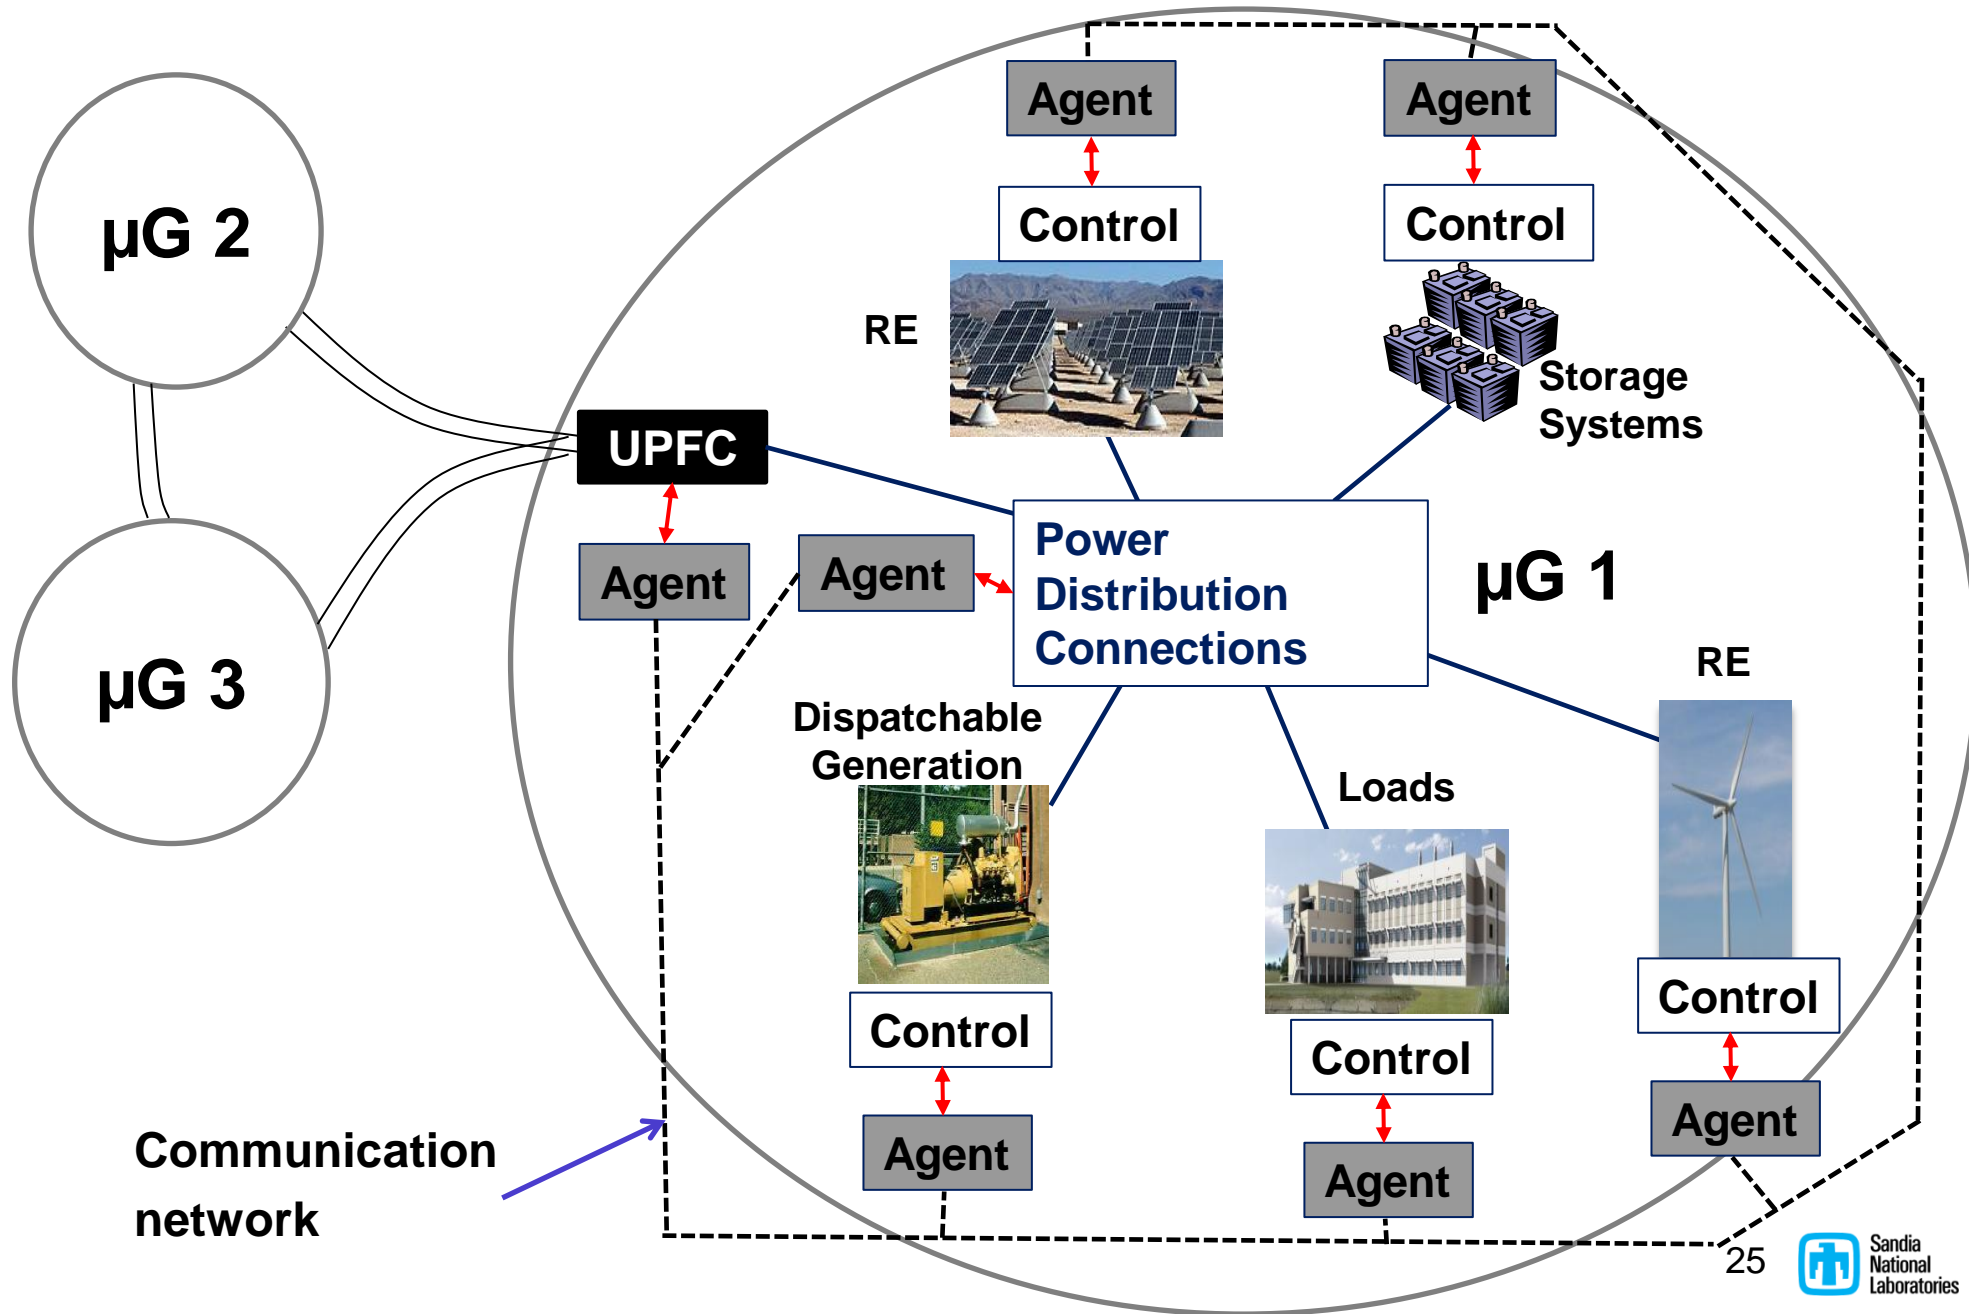 Agent
Agent
µG 2
Control
Control
RE
Storage
Systems
UPFC
Power
Distribution
Connections
µG 1
Agent
Agent
µG 3
RE
Dispatchable
Generation
Loads
Control
Control
Control
Agent
Agent
Agent
Communication
network
25
Sandia
National
Laboratories